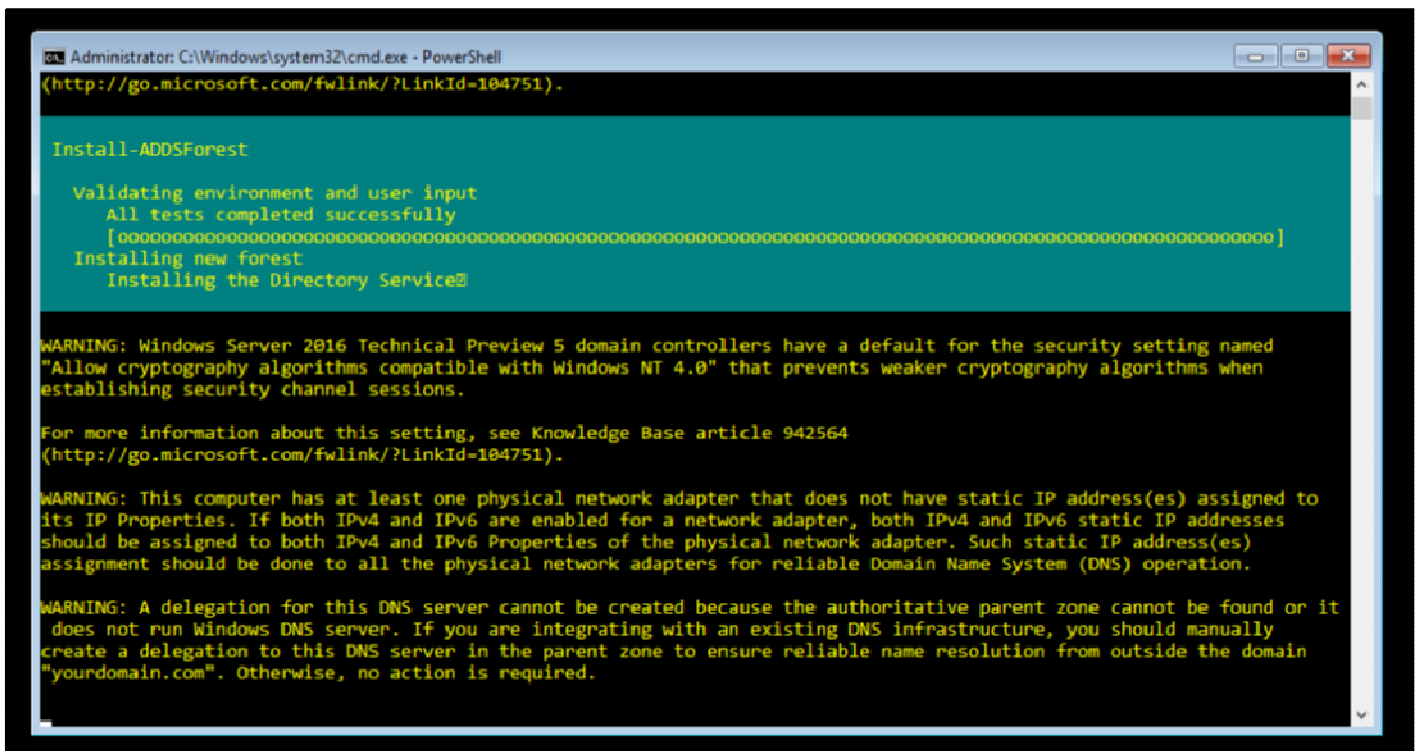 Administrator: C:\Windows\system32\cmd.exe - PowerShell
(http://go.microsoft.com/fwlink/?LinkId=104751).
Install-ADDSForest
Validating environment and user input
All tests completed successfully
[oooooooooooooooooooooooooooooooooooooooooooooooooooooooooooooooooooooooooooooooooooooooooooooooooooooooooo]
Installing new forest
Installing the Directory Service
WARNING: Windows Server 2016 Technical Preview 5 domain controllers have a default for the security setting named
"Allow cryptography algorithms compatible with Windows NT 4.0" that prevents weaker cryptography algorithms when
establishing security channel sessions.
For more information about this setting, see Knowledge Base article 942564
(http://go.microsoft.com/fwlink/?LinkId=104751).
WARNING: This computer has at least one physical network adapter that does not have static IP address(es) assigned to
its IP Properties. If both IPv4 and IPv6 are enabled for a network adapter, both IPv4 and IPv6 static IP addresses
should be assigned to both IPv4 and IPv6 Properties of the physical network adapter. Such static IP address(es)
assignment should be done to all the physical network adapters for reliable Domain Name System (DNS) operation.
WARNING: A delegation for this DNS server cannot be created because the authoritative parent zone cannot be found or it
does not run Windows DNS server. If you are integrating with an existing DNS infrastructure, you should manually
create a delegation to this DNS server in the parent zone to ensure reliable name resolution from outside the domain
"yourdomain.com". Otherwise, no action is required.